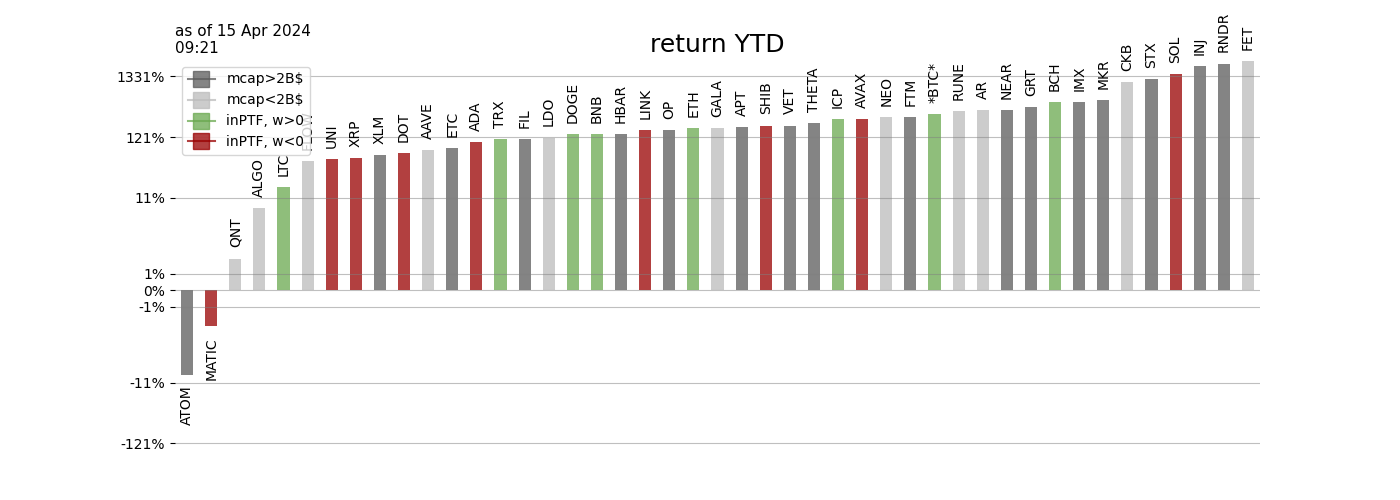 as of 15 Apr 2024
09:21
return YTD
mcap>2B$
mcap<2B$
inPTF, w>0
inPTF, w<0
1331%
121%
11%
1%
0%
-1%
-11%
-121%
ATOM
MATIC
QNT
ALGO
LTC
FLOW
UNI
XRP
XLM
DOT
AAVE
ETC
ADA
TRX
FIL
LDO
DOGE
BNB
HBAR
LINK
OP
ETH
GALA
APT
SHIB
VET
THETA
ICP
AVAX
NEO
FTM
*BTC*
RUNE
AR
NEAR
GRT
BCH
IMX
MKR
CKB
STX
SOL
INJ
RNDR
FET